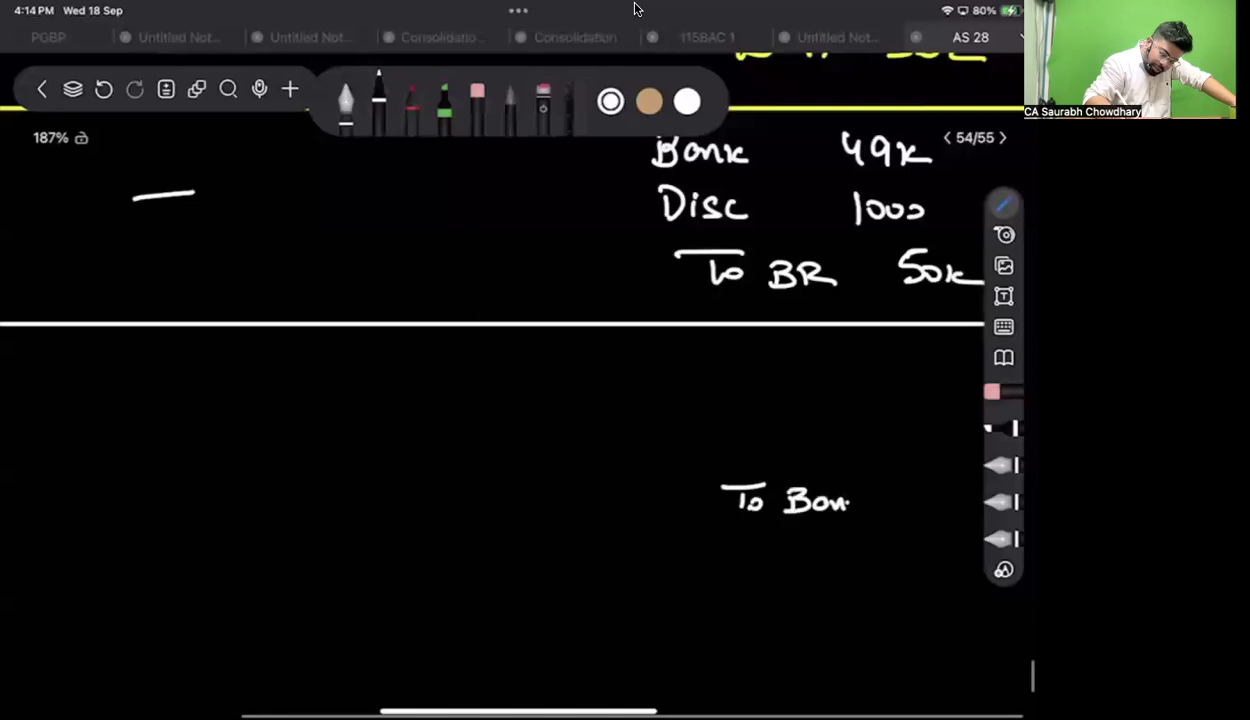 4:14 PM Wed 18 Sep
80%
PGBP Untitled Not... Untitled Not... Consolidatio... Consolidation 115BAC 1 Untitled Not... AS 28
CA Saurabh Chowdhary
187%
54/55
Bank 49k
Disc 1000
To BR 50k
To Ban